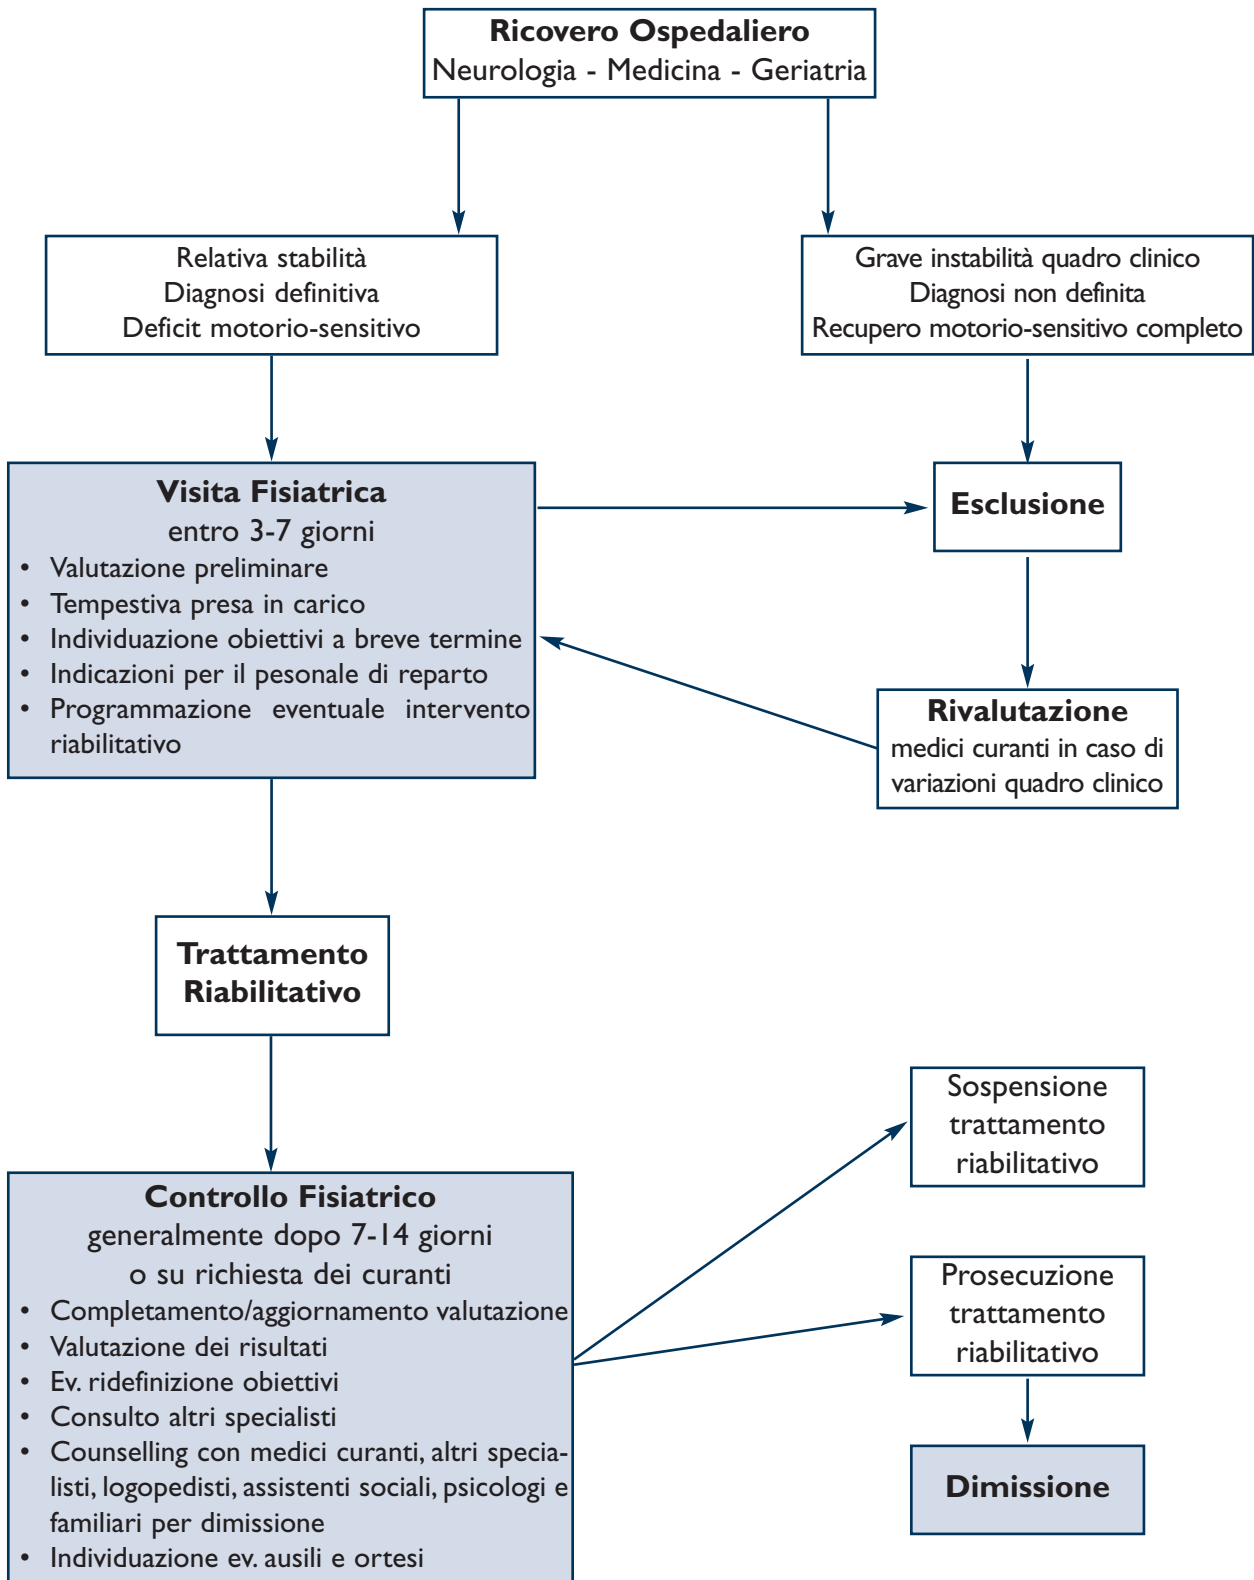 Ricovero Ospedaliero
Neurologia - Medicina - Geriatria
Relativa stabilità
Diagnosi definitiva
Deficit motorio-sensitivo
Grave instabilità quadro clinico
Diagnosi non definita
Recupero motorio-sensitivo completo
Visita Fisiatrica
entro 3-7 giorni
• Valutazione preliminare
• Tempestiva presa in carico
• Individuazione obiettivi a breve termine
• Indicazioni per il pesonale di reparto
• Programmazione eventuale intervento
riabilitativo
Esclusione
Rivalutazione
medici curanti in caso di
variazioni quadro clinico
Trattamento
Riabilitativo
Controllo Fisiatrico
generalmente dopo 7-14 giorni
o su richiesta dei curanti
• Completamento/aggiornamento valutazione
• Valutazione dei risultati
• Ev. ridefinizione obiettivi
• Consulto altri specialisti
• Counselling con medici curanti, altri specia-
listi, logopedisti, assistenti sociali, psicologi e
familiari per dimissione
• Individuazione ev. ausili e ortesi
Sospensione
trattamento
riabilitativo
Prosecuzione
trattamento
riabilitativo
Dimissione